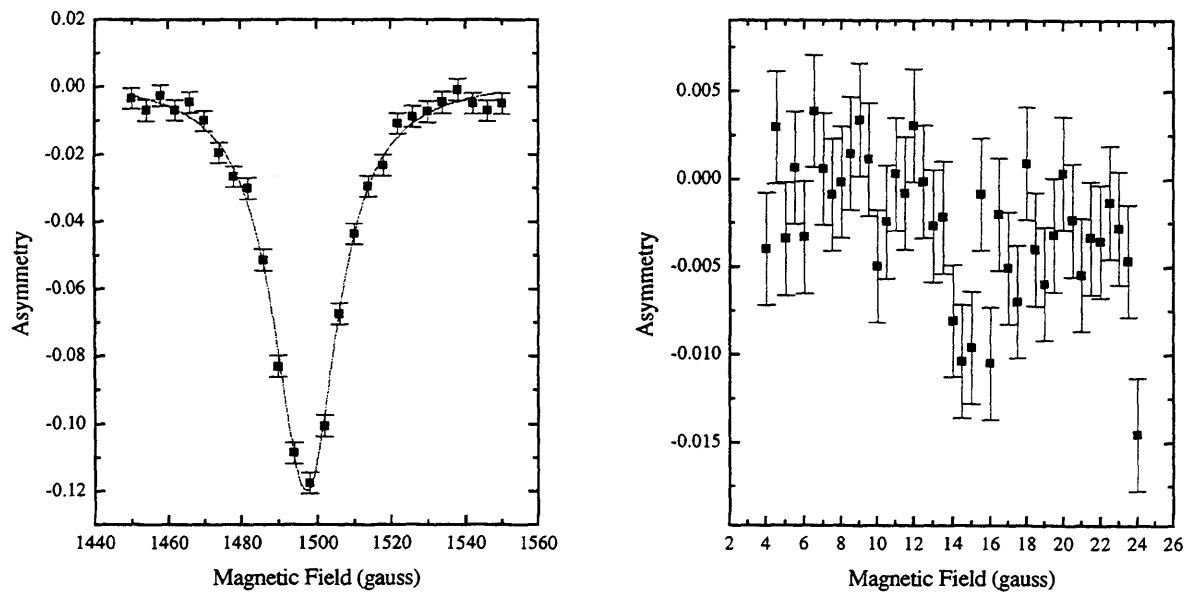 0.02
0.00
-0.02
-0.04
-0.06
-0.08
-0.10
-0.12
Asymmetry
1440 1460 1480 1500 1520 1540 1560
Magnetic Field (gauss)
0.005
0.000
-0.005
-0.010
-0.015
Asymmetry
2 4 6 8 10 12 14 16 18 20 22 24 26
Magnetic Field (gauss)